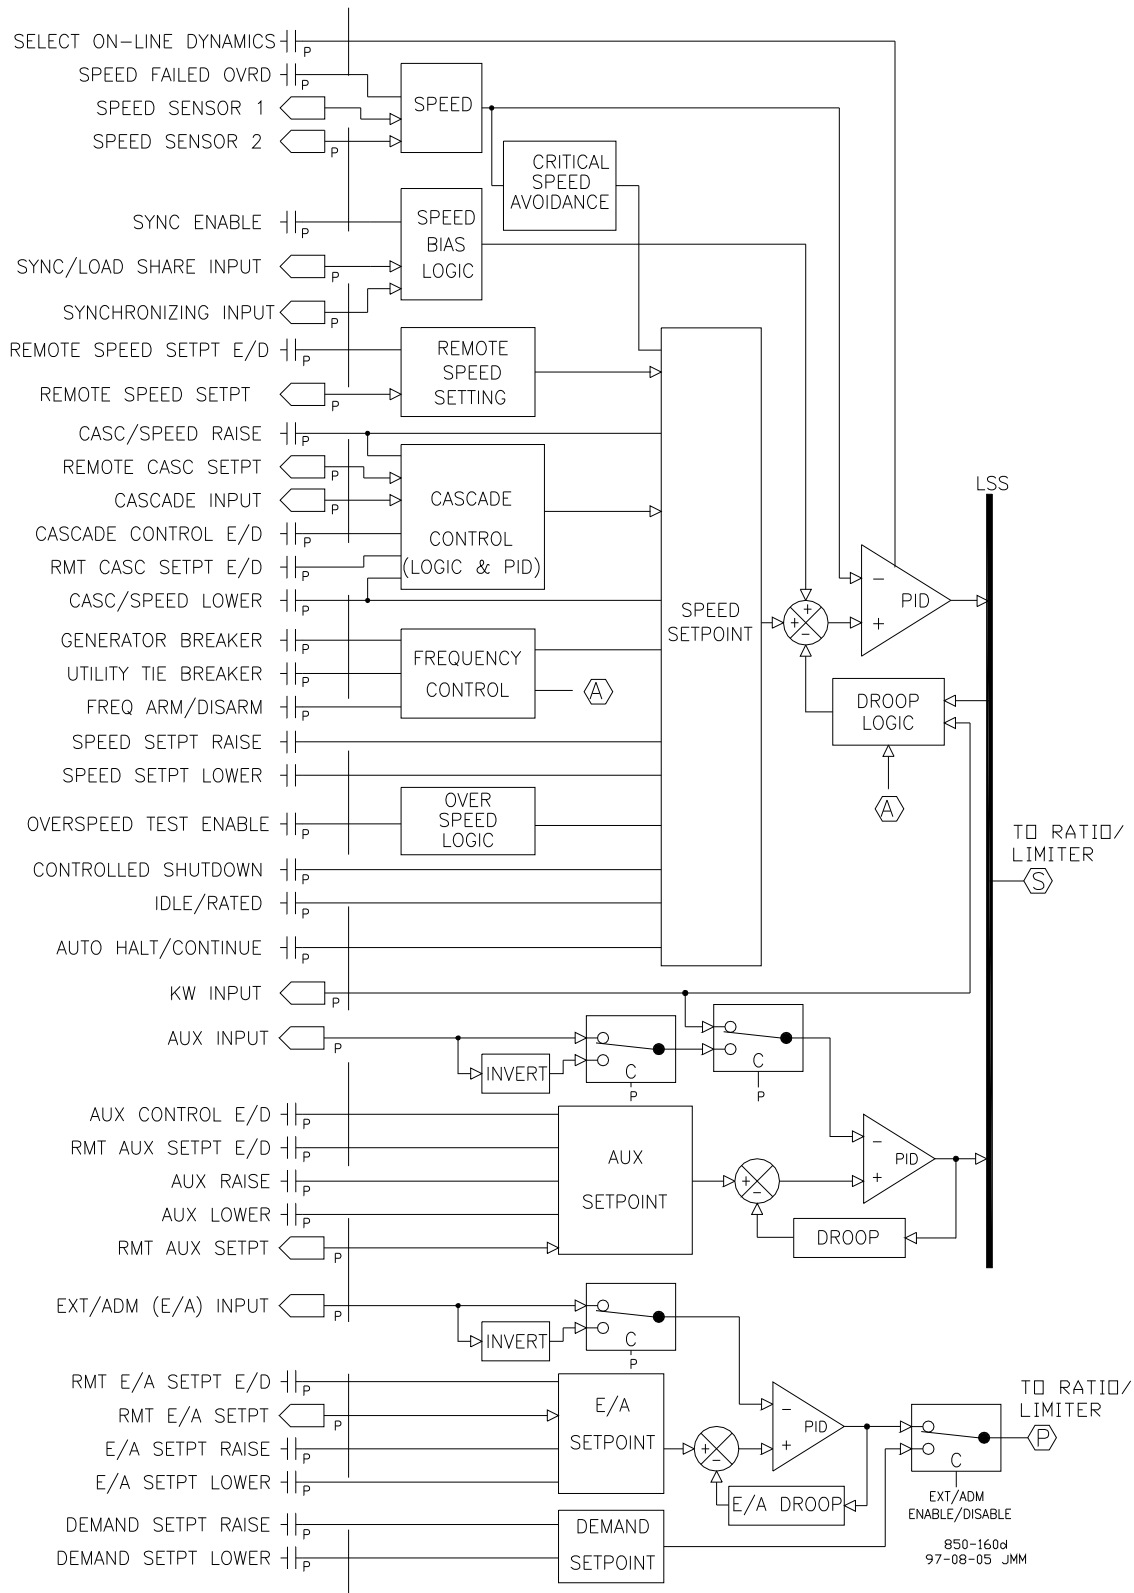 SELECT ON-LINE DYNAMICS
P
SPEED FAILED OVRD
P
SPEED SENSOR 1
SPEED SENSOR 2
P
SPEED
CRITICAL
SPEED
AVOIDANCE
SYNC ENABLE
P
SYNC/LOAD SHARE INPUT
P
SYNCHRONIZING INPUT
P
SPEED
BIAS
LOGIC
REMOTE SPEED SETPT E/D
P
REMOTE SPEED SETPT
P
REMOTE
SPEED
SETTING
CASC/SPEED RAISE
P
REMOTE CASC SETPT
P
CASCADE INPUT
P
CASCADE CONTROL E/D
P
RMT CASC SETPT E/D
P
CASC/SPEED LOWER
P
CASCADE
CONTROL
(LOGIC & PID)
GENERATOR BREAKER
P
UTILITY TIE BREAKER
P
FREQ ARM/DISARM
P
FREQUENCY
CONTROL
A
SPEED SETPT RAISE
P
SPEED SETPT LOWER
P
OVERSPEED TEST ENABLE
P
OVER
SPEED
LOGIC
CONTROLLED SHUTDOWN
P
IDLE/RATED
P
AUTO HALT/CONTINUE
P
SPEED
SETPOINT
+
+
−
−
+
PID
LSS
DROOP
LOGIC
A
TO RATIO/
LIMITER
S
KW INPUT
P
AUX INPUT
P
INVERT
C
P
C
P
AUX CONTROL E/D
P
RMT AUX SETPT E/D
P
AUX RAISE
P
AUX LOWER
P
RMT AUX SETPT
P
AUX
SETPOINT
+
−
−
+
PID
DROOP
EXT/ADM (E/A) INPUT
P
INVERT
C
P
RMT E/A SETPT E/D
P
RMT E/A SETPT
P
E/A SETPT RAISE
P
E/A SETPT LOWER
P
E/A
SETPOINT
+
−
−
+
PID
E/A DROOP
DEMAND SETPT RAISE
P
DEMAND SETPT LOWER
P
DEMAND
SETPOINT
C
EXT/ADM
ENABLE/DISABLE
TO RATIO/
LIMITER
P
850-160d
97-08-05 JMM